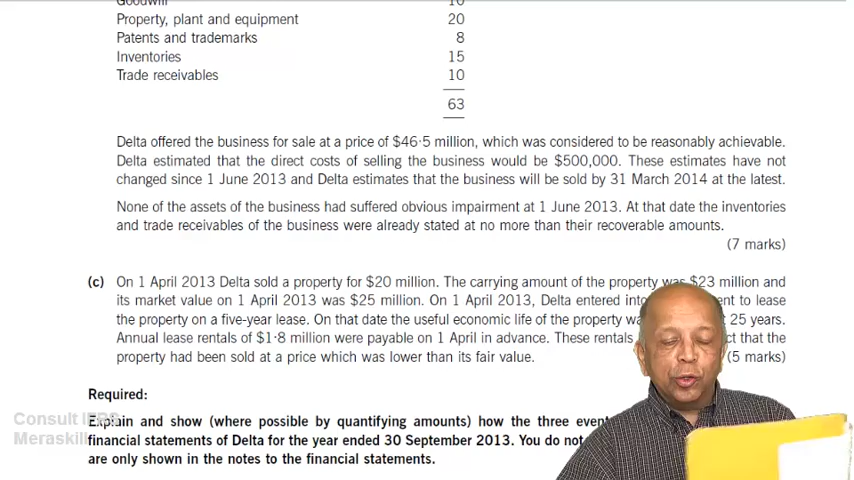 Goodwill 10
Property, plant and equipment 20
Patents and trademarks 8
Inventories 15
Trade receivables 10
63
Delta offered the business for sale at a price of $46·5 million, which was considered to be reasonably achievable.
Delta estimated that the direct costs of selling the business would be $500,000. These estimates have not
changed since 1 June 2013 and Delta estimates that the business will be sold by 31 March 2014 at the latest.
None of the assets of the business had suffered obvious impairment at 1 June 2013. At that date the inventories
and trade receivables of the business were already stated at no more than their recoverable amounts.
(7 marks)
(c) On 1 April 2013 Delta sold a property for $20 million. The carrying amount of the property was $23 million and
its market value on 1 April 2013 was $25 million. On 1 April 2013, Delta entered into to lease
the property on a five-year lease. On that date the useful economic life of the property 25 years.
Annual lease rentals of $1·8 million were payable on 1 April in advance. These rentals that the
property had been sold at a price which was lower than its fair value. (5 marks)
Required:
Explain and show (where possible by quantifying amounts) how the three
financial statements of Delta for the year ended 30 September 2013. You do not
are only shown in the notes to the financial statements.
Consult IFRS
Meraskill